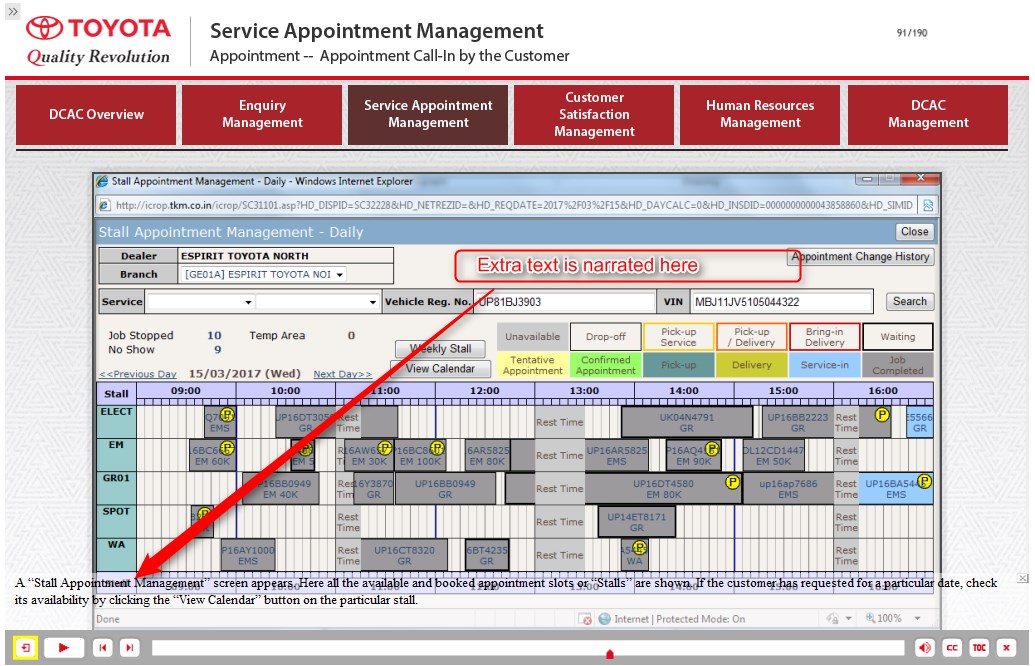 TOYOTA
Quality Revolution
Service Appointment Management
Appointment -- Appointment Call-In by the Customer
91/190
DCAC Overview
Enquiry
Management
Service Appointment
Management
Customer
Satisfaction
Management
Human Resources
Management
DCAC
Management
Stall Appointment Management - Daily - Windows Internet Explorer
http://icrop.tkm.co.in/icrop/SC31101.asp?HD_DISPID=SC32228&HD_NETREZID=&HD_REQDATE=2017%2F03%2F15&HD_DAYCALC=0&HD_INSDID=0000000000043858860&HD_SIMID
Stall Appointment Management - Daily
Close
Dealer ESPIRIT TOYOTA NORTH
Branch [GE01A] ESPIRIT TOYOTA NOI
Extra text is narrated here
Appointment Change History
Service Vehicle Reg. No. UP81BJ3903 VIN MBJ11JV5105044322 Search
Job Stopped 10 Temp Area 0
No Show 9
Weekly Stall
View Calendar
Unavailable
Drop-off
Pick-up
Service
Pick-up
/ Delivery
Bring-in
Delivery
Waiting
Tentative
Appointment
Confirmed
Appointment
Pick-up
Delivery
Service-in
Job
Completed
<<Previous Day 15/03/2017 (Wed) Next Day>>
Stall 09:00 10:00 11:00 12:00 13:00 14:00 15:00 16:00
ELECT P UP16DT305 Rest Rest Time UK04N4791 UP16BB2223 Rest P E5566
EMS GR Time GR GR Time GR
EM P P P P Rest Time UP16AR5825 P16AQ4 P DL12CD1447 Rest
EM 60K EM 5 EM 30K EM 100K EM 80K EMS EM 90K EM 50K Time
GR01 UP16BB0949 16Y3870 UP16BB0949 Rest Time UP16DT4580 P up16ap7686 Rest UP16BA544 P
EM 40K GR GR EM 80K EMS Time EMS
SPOT P Rest Rest Time UP14ET8171 Rest
Time GR Time
WA P16AY1000 Rest UP16CT8320 6BT4235 Rest Time P Rest
EMS Time GR GR WA Time
A “Stall Appointment Management” screen appears. Here all the available and booked appointment slots or “Stalls” are shown. If the customer has requested for a particular date, check
its availability by clicking the “View Calendar” button on the particular stall.
Done Internet | Protected Mode: On 100%
CC TOC